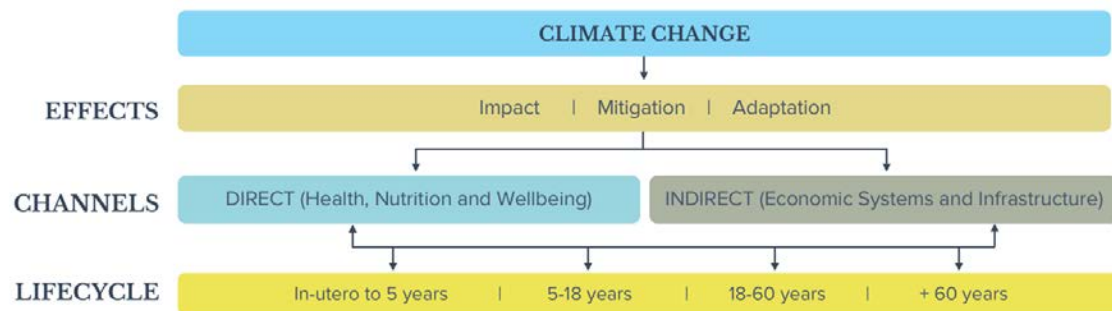 CLIMATE CHANGE
EFFECTS
Impact | Mitigation | Adaptation
CHANNELS
DIRECT (Health, Nutrition and Wellbeing)
INDIRECT (Economic Systems and Infrastructure)
LIFECYCLE
In-utero to 5 years | 5-18 years | 18-60 years | + 60 years